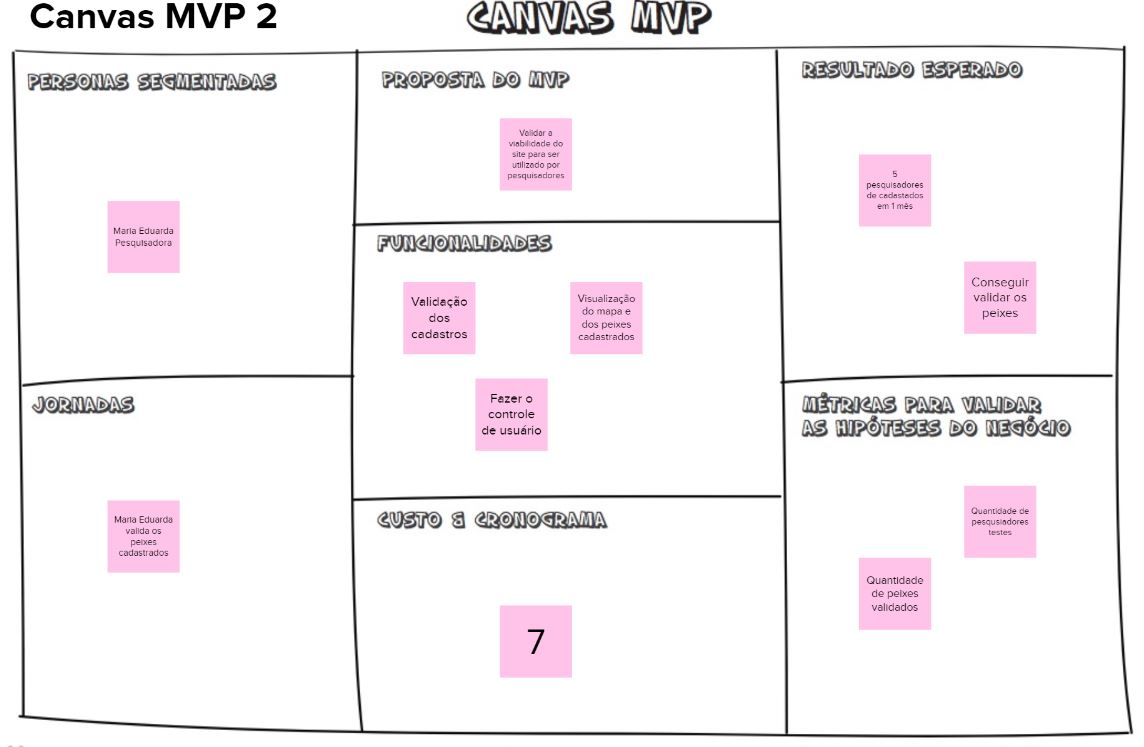 Canvas MVP 2
CANVAS MVP
PERSONAS SEGMENTADAS
Maria Eduarda
Pesquisadora
PROPOSTA DO MVP
Validar a
viabilidade do
site para ser
utilizado por
pesquisadores
RESULTADO ESPERADO
5
pesquisadores
de cadastados
em 1 mês
Conseguir
validar os
peixes
FUNCIONALIDADES
Validação
dos
cadastros
Visualização
do mapa e
dos peixes
cadastrados
Fazer o
controle
de usuário
JORNADAS
Maria Eduarda
valida os
peixes
cadastrados
CUSTO & CRONOGRAMA
7
MÉTRICAS PARA VALIDAR
AS HIPÓTESES DO NEGÓCIO
Quantidade de
pesqusiadores
testes
Quantidade
de peixes
validados